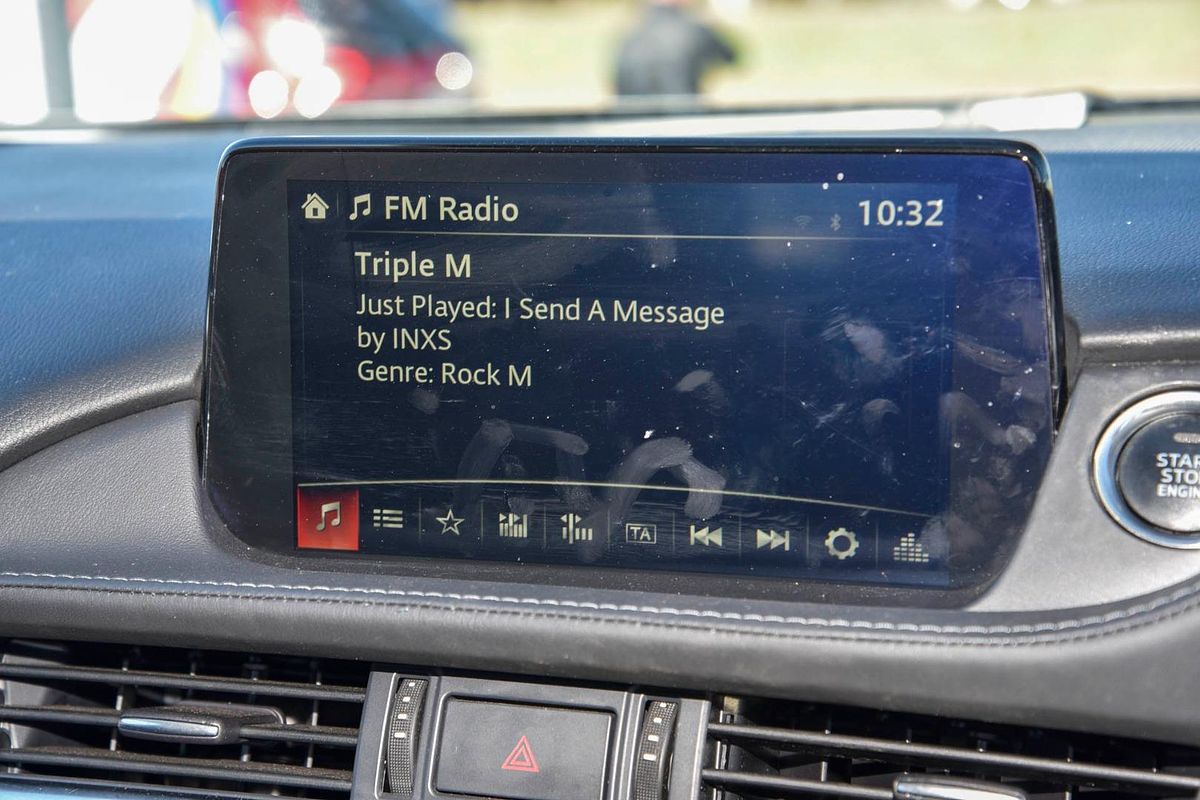 FM Radio
10:32
Triple M
Just Played: I Send A Message
by INXS
Genre: Rock M
TA
START
STOP
ENGINE